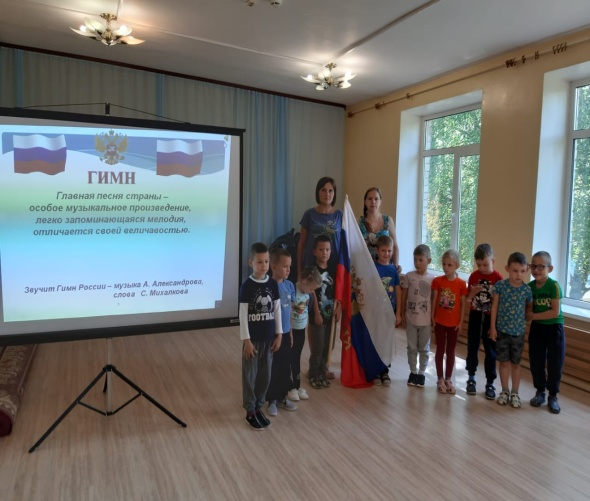 ГИМН
Главная песня страны –
особое музыкальное произведение,
легко запоминающаяся мелодия,
отличается своей величавостью.
Звучит Гимн России – музыка А. Александрова,
слова С. Михалкова
FOOTBALL